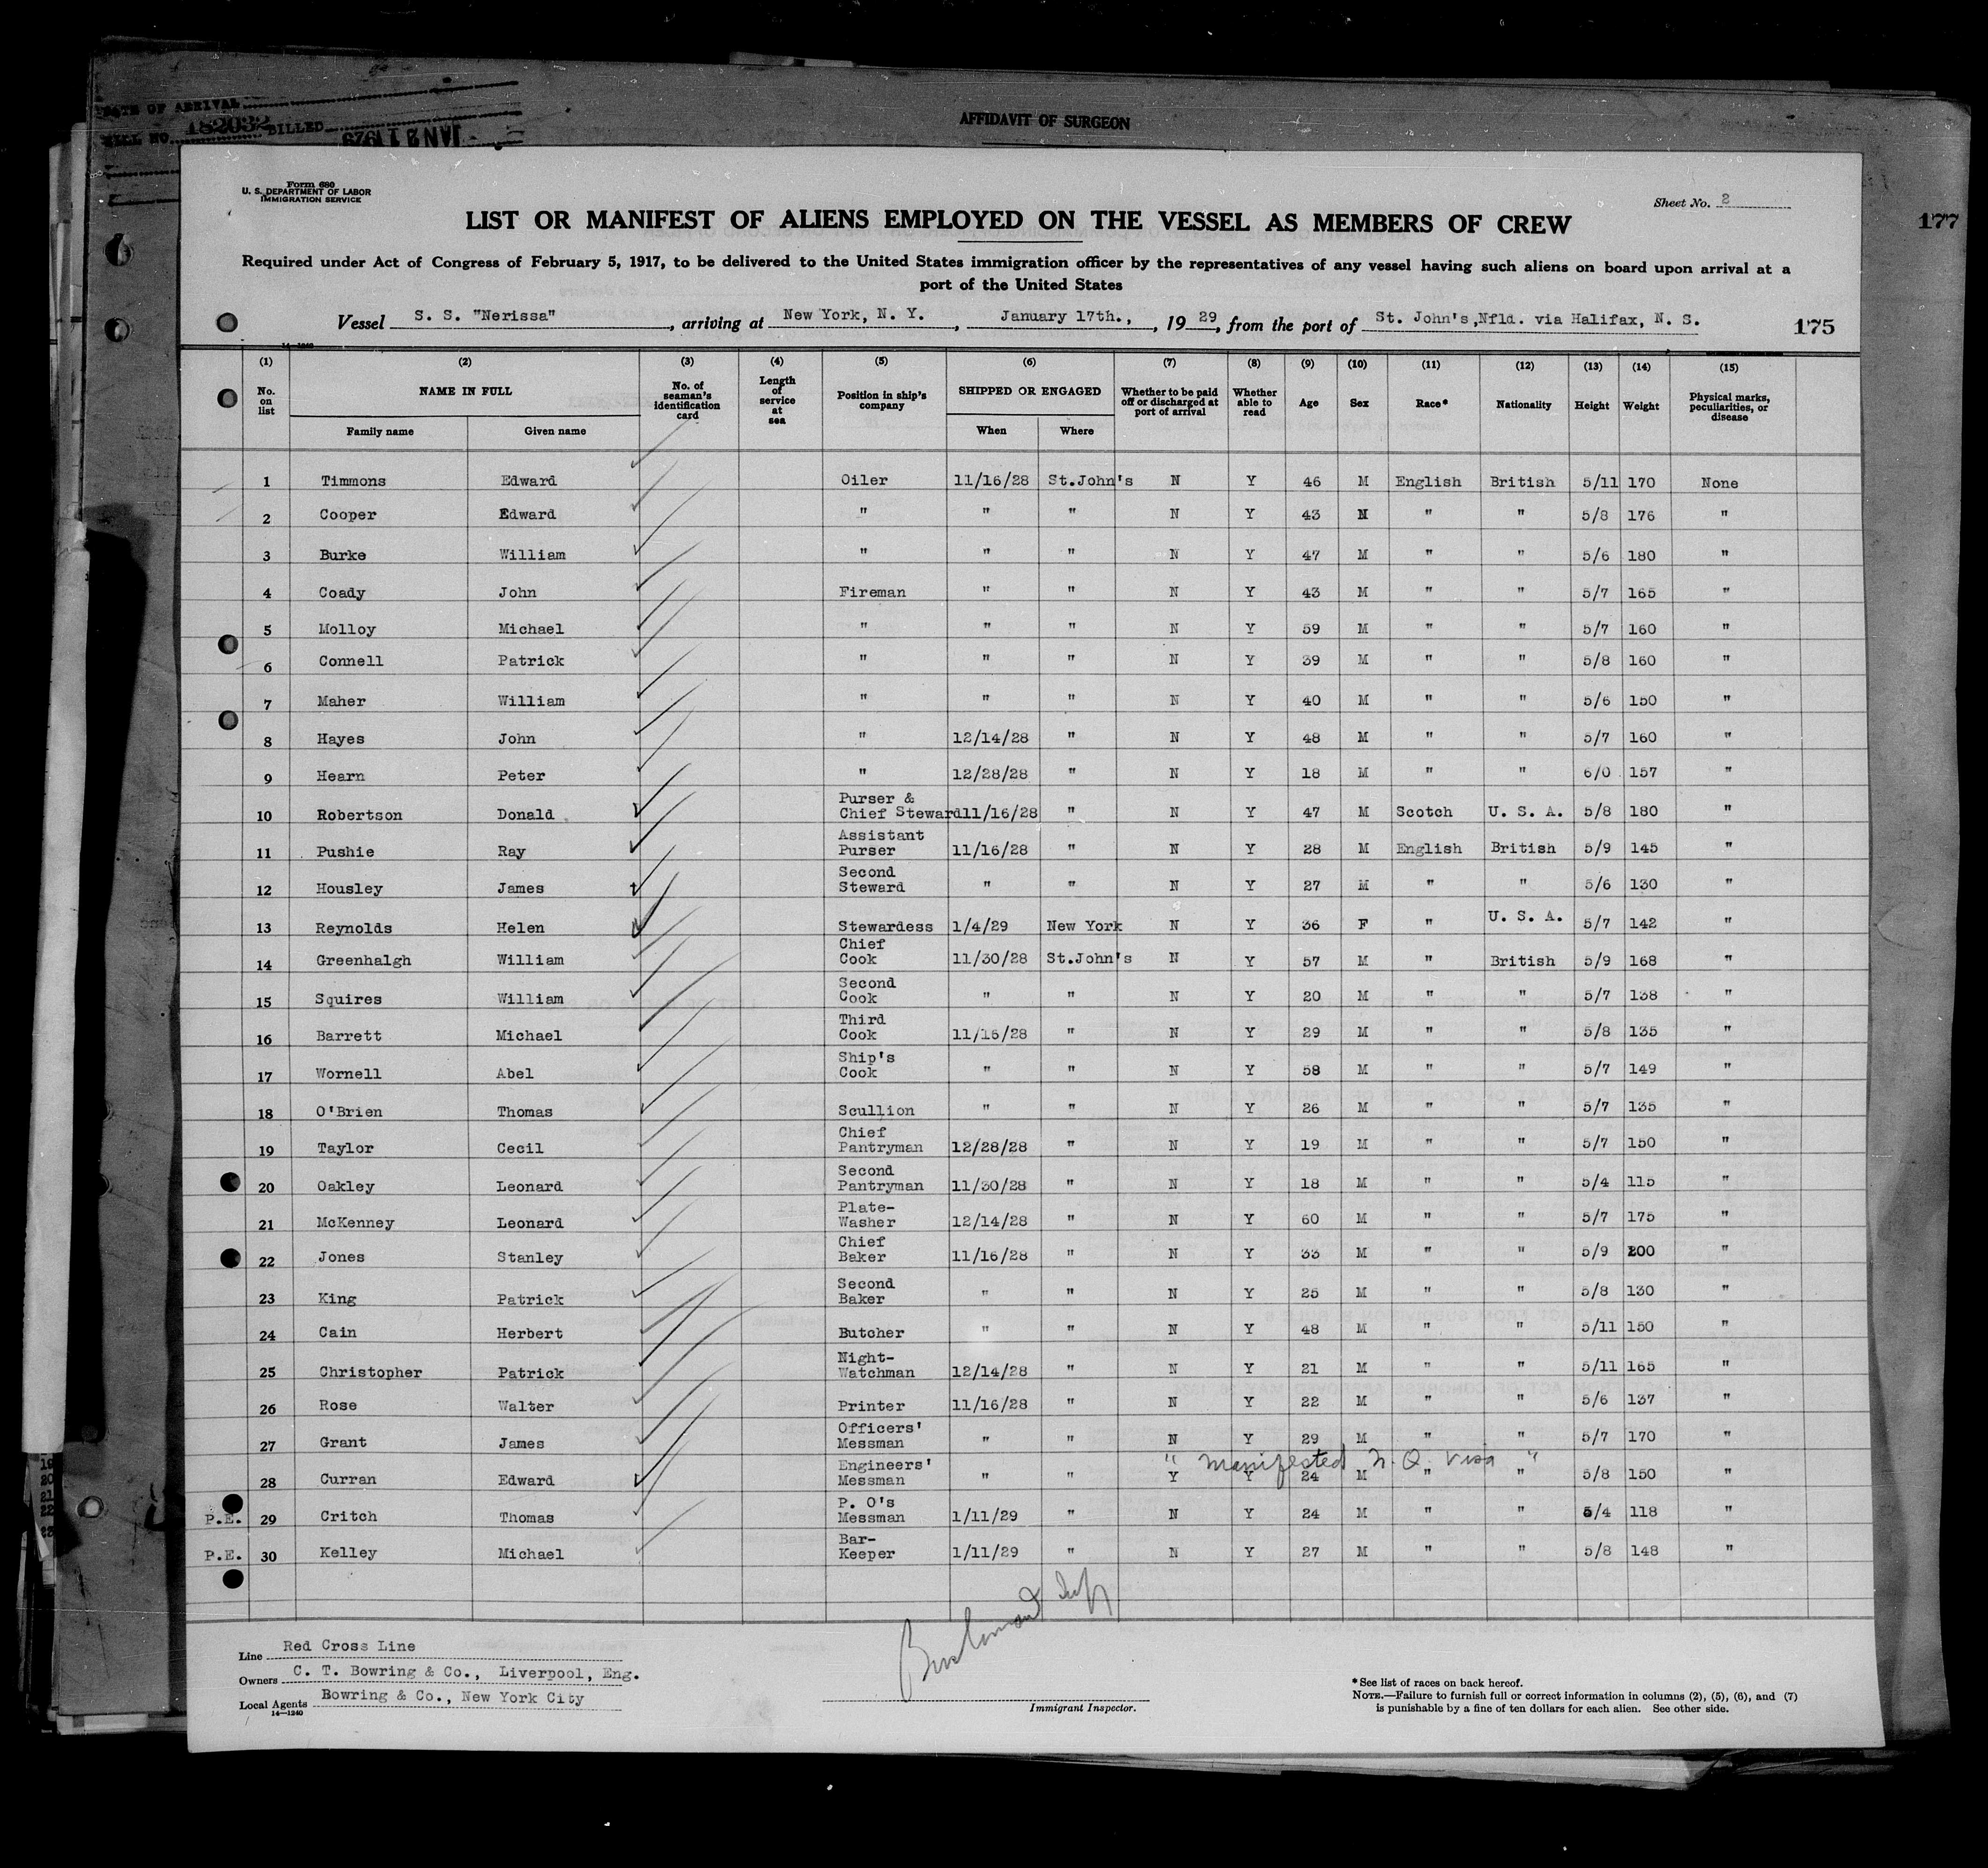 DATE OF ARRIVAL
BILL NO. 182032 BILLED JAN 21 1929
AFFIDAVIT OF SURGEON
Form 680
U. S. DEPARTMENT OF LABOR
IMMIGRATION SERVICE
Sheet No. 2
177
LIST OR MANIFEST OF ALIENS EMPLOYED ON THE VESSEL AS MEMBERS OF CREW
Required under Act of Congress of February 5, 1917, to be delivered to the United States immigration officer by the representatives of any vessel having such aliens on board upon arrival at a
port of the United States
Vessel S. S. "Nerissa", arriving at New York, N. Y., January 17th., 1929, from the port of St. John's, Nfld. via Halifax, N. S. 175
14—1240
(1) (2) (3) (4) (5) (6) (7) (8) (9) (10) (11) (12) (13) (14) (15)
No. on list NAME IN FULL No. of seaman's identification card Length of service at sea Position in ship's company SHIPPED OR ENGAGED Whether to be paid off or discharged at port of arrival Whether able to read Age Sex Race* Nationality Height Weight Physical marks, peculiarities, or disease
Family name Given name When Where
1 Timmons Edward Oiler 11/16/28 St.John's N Y 46 M English British 5/11 170 None
2 Cooper Edward " " " N Y 43 M " " 5/8 176 "
3 Burke William " " " N Y 47 M " " 5/6 180 "
4 Coady John Fireman " " N Y 43 M " " 5/7 165 "
5 Molloy Michael " " " N Y 59 M " " 5/7 160 "
6 Connell Patrick " " " N Y 39 M " " 5/8 160 "
7 Maher William " " " N Y 40 M " " 5/6 150 "
8 Hayes John " 12/14/28 " N Y 48 M " " 5/7 160 "
9 Hearn Peter " 12/28/28 " N Y 18 M " " 6/0 157 "
10 Robertson Donald Purser & Chief Steward 11/16/28 " N Y 47 M Scotch U. S. A. 5/8 180 "
11 Pushie Ray Assistant Purser 11/16/28 " N Y 28 M English British 5/9 145 "
12 Housley James Second Steward " " N Y 27 M " " 5/6 130 "
13 Reynolds Helen Stewardess 1/4/29 New York N Y 36 F " U. S. A. 5/7 142 "
14 Greenhalgh William Chief Cook 11/30/28 St.John's N Y 57 M " British 5/9 168 "
15 Squires William Second Cook " " N Y 20 M " " 5/7 138 "
16 Barrett Michael Third Cook 11/16/28 " N Y 29 M " " 5/8 135 "
17 Wornell Abel Ship's Cook " " N Y 58 M " " 5/7 149 "
18 O'Brien Thomas Scullion " " N Y 26 M " " 5/7 135 "
19 Taylor Cecil Chief Pantryman 12/28/28 " N Y 19 M " " 5/7 150 "
20 Oakley Leonard Second Pantryman 11/30/28 " N Y 18 M " " 5/4 115 "
21 McKenney Leonard Plate-Washer 12/14/28 " N Y 60 M " " 5/7 175 "
22 Jones Stanley Chief Baker 11/16/28 " N Y 33 M " " 5/9 200 "
23 King Patrick Second Baker " " N Y 25 M " " 5/8 130 "
24 Cain Herbert Butcher " " N Y 48 M " " 5/11 150 "
25 Christopher Patrick Night-Watchman 12/14/28 " N Y 21 M " " 5/11 165 "
26 Rose Walter Printer 11/16/28 " N Y 22 M " " 5/6 137 "
27 Grant James Officers' Messman " " N Y 29 M " " 5/7 170 "
" Manifested N. Q. Visa "
28 Curran Edward Engineers' Messman " " Y Y 24 M " " 5/8 150 "
P.E. 29 Critch Thomas P. O's Messman 1/11/29 " N Y 24 M " " 5/4 118 "
P.E. 30 Kelley Michael Bar-Keeper 1/11/29 " N Y 27 M " " 5/8 148 "
Line Red Cross Line
Owners C. T. Bowring & Co., Liverpool, Eng.
Local Agents Bowring & Co., New York City
14—1240
Immigrant Inspector.
*See list of races on back hereof.
NOTE.—Failure to furnish full or correct information in columns (2), (5), (6), and (7)
is punishable by a fine of ten dollars for each alien. See other side.